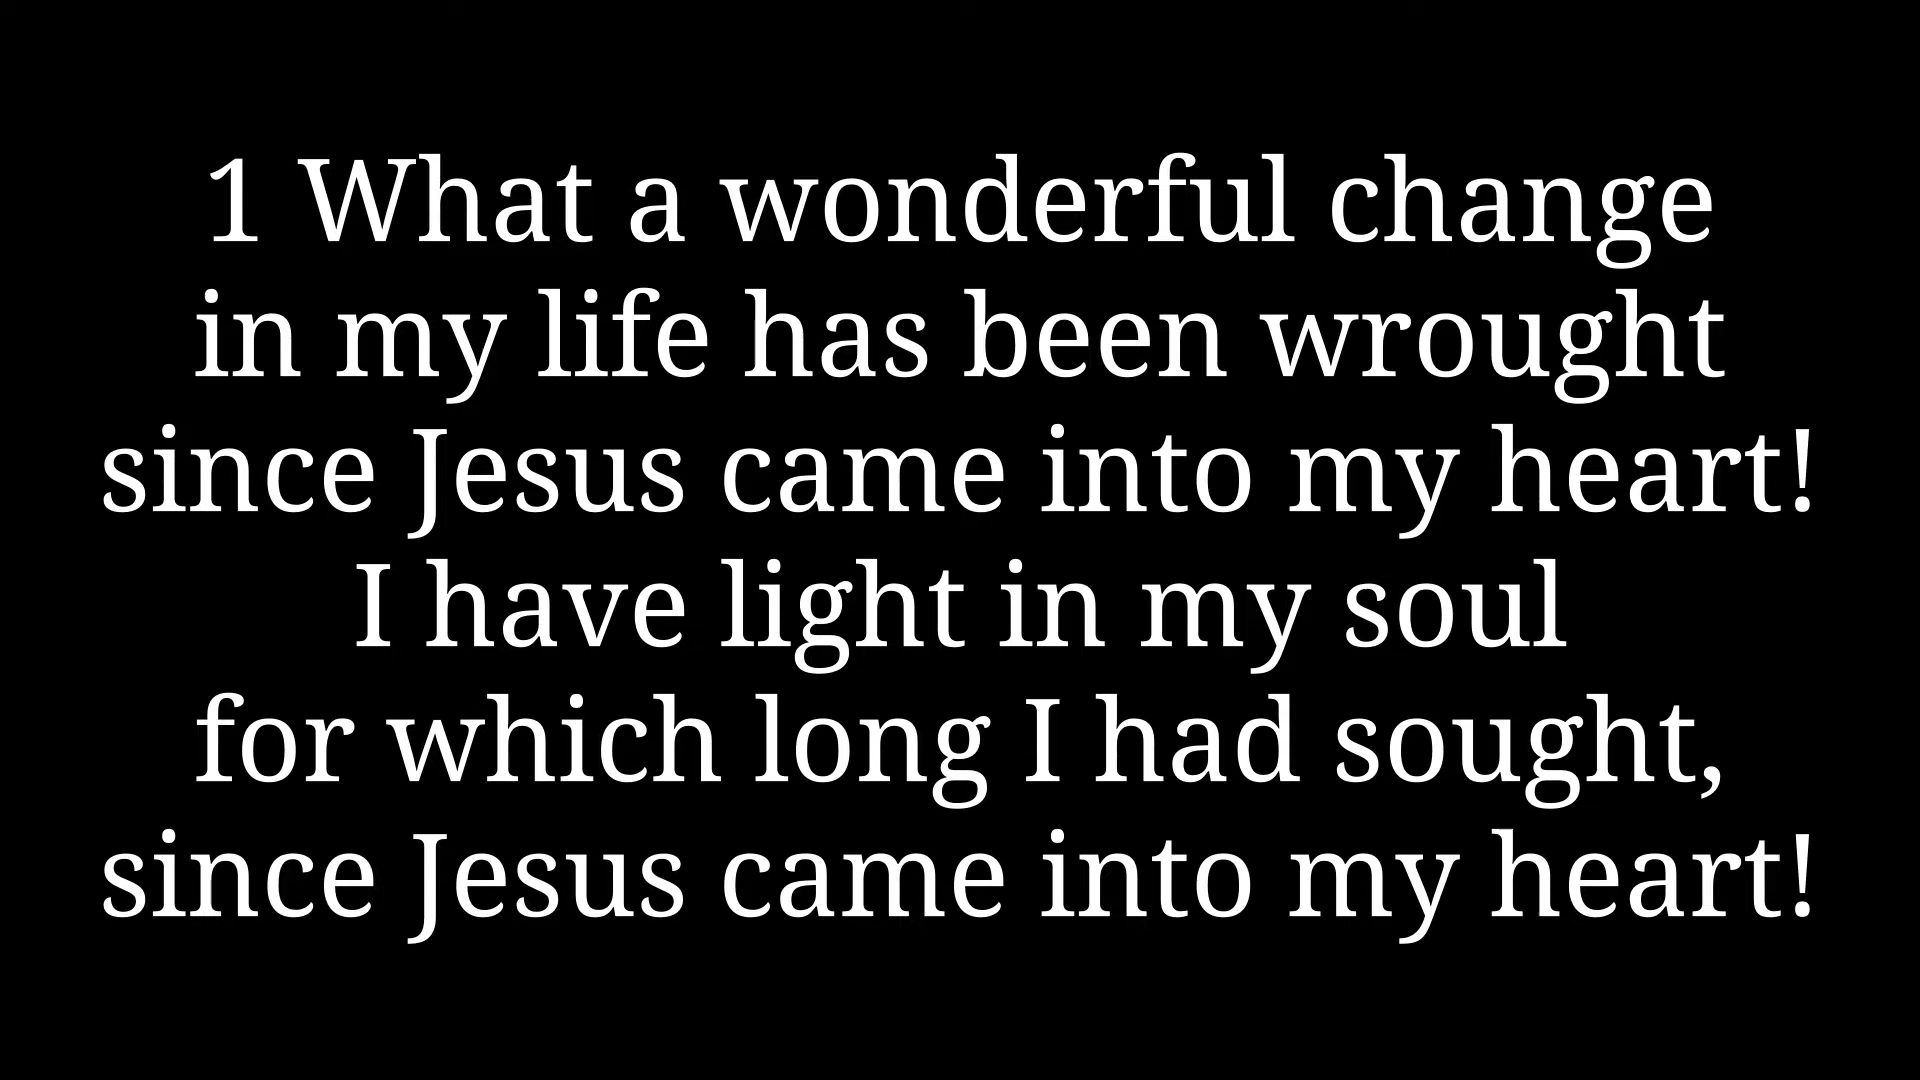 1 What a wonderful change
in my life has been wrought
since Jesus came into my heart!
I have light in my soul
for which long I had sought,
since Jesus came into my heart!